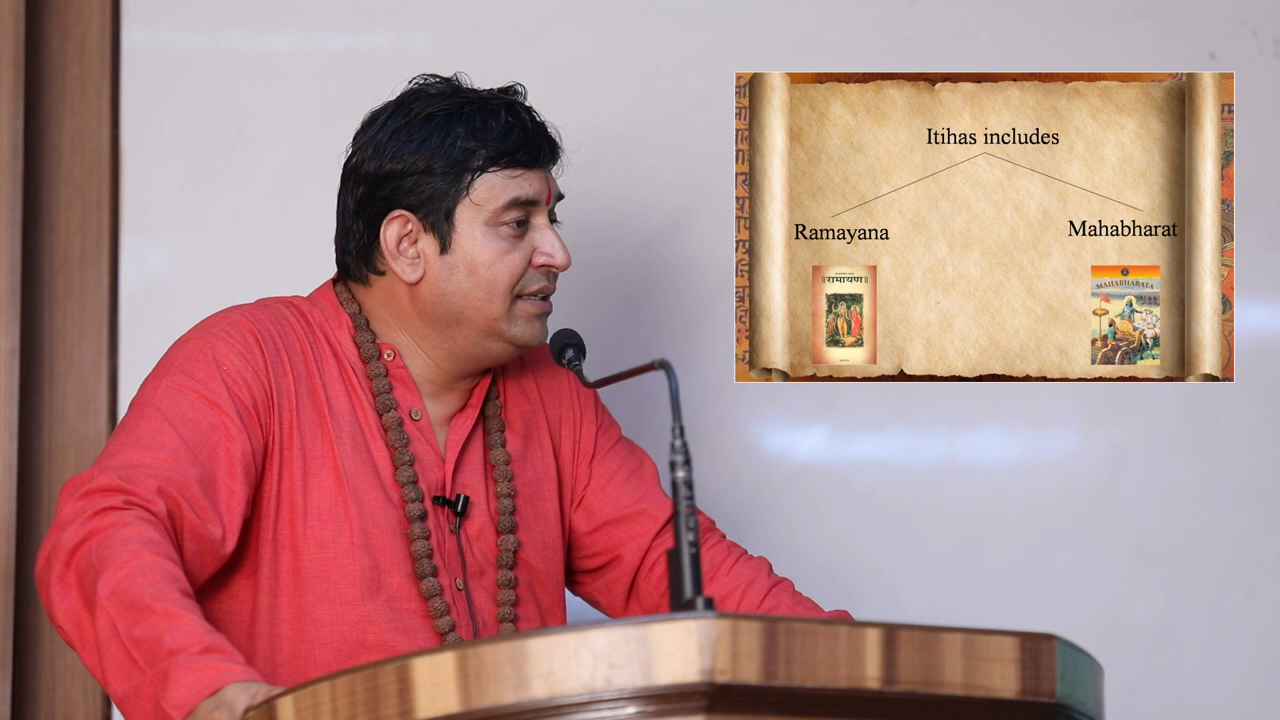 Itihas includes
Ramayana
Mahabharat
॥रामायण॥
MAHABHARATA